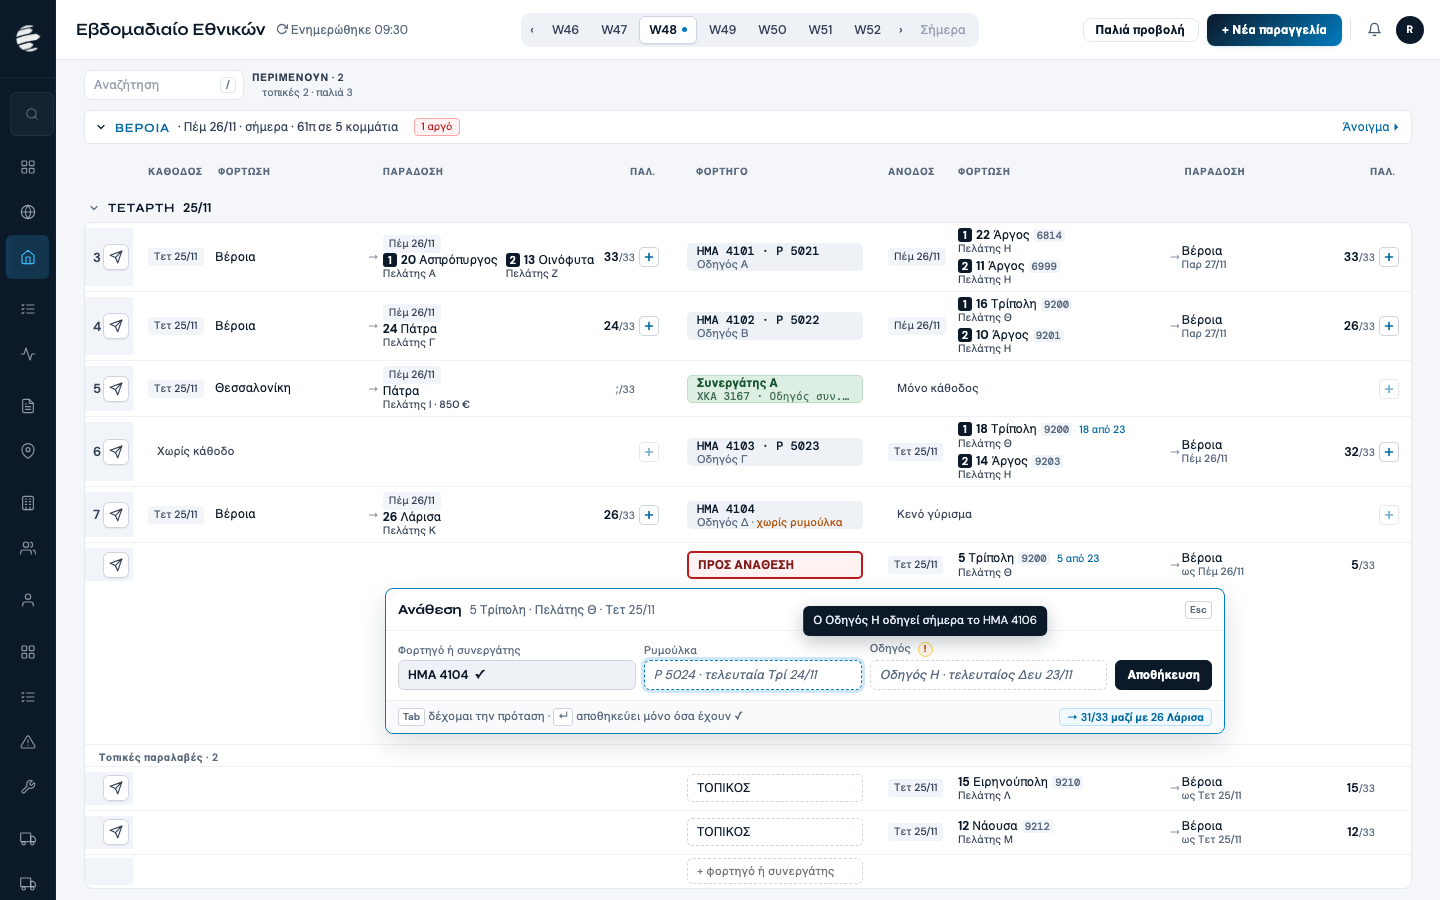 Εβδομαδιαίο Εθνικών
Ενημερώθηκε 09:30
‹ W46 W47 W48 W49 W50 W51 W52 › Σήμερα
Παλιά προβολή
+ Νέα παραγγελία
R
Αναζήτηση /
ΠΕΡΙΜΕΝΟΥΝ · 2
τοπικές 2 · παλιά 3
ΒΕΡΟΙΑ · Πέμ 26/11 · σήμερα · 61π σε 5 κομμάτια 1 αργό
Άνοιγμα
ΚΑΘΟΔΟΣ ΦΟΡΤΩΣΗ ΠΑΡΑΔΟΣΗ ΠΑΛ. ΦΟΡΤΗΓΟ ΑΝΟΔΟΣ ΦΟΡΤΩΣΗ ΠΑΡΑΔΟΣΗ ΠΑΛ.
ΤΕΤΑΡΤΗ 25/11
3 Τετ 25/11 Βέροια →
Πέμ 26/11
1 20 Ασπρόπυργος 2 13 Οινόφυτα
Πελάτης Α Πελάτης Ζ
33/33 +
ΗΜΑ 4101 · Ρ 5021
Οδηγός Α
Πέμ 26/11
1 22 Άργος 6814
Πελάτης Η
2 11 Άργος 6999
Πελάτης Η
→ Βέροια
Παρ 27/11
33/33 +
4 Τετ 25/11 Βέροια →
Πέμ 26/11
24 Πάτρα
Πελάτης Γ
24/33 +
ΗΜΑ 4102 · Ρ 5022
Οδηγός Β
Πέμ 26/11
1 16 Τρίπολη 9200
Πελάτης Θ
2 10 Άργος 9201
Πελάτης Η
→ Βέροια
Παρ 27/11
26/33 +
5 Τετ 25/11 Θεσσαλονίκη →
Πέμ 26/11
Πάτρα
Πελάτης Ι · 850 €
;/33
Συνεργάτης Α
ΧΚΑ 3167 · Οδηγός συν.…
Μόνο κάθοδος
+
6 Χωρίς κάθοδο
+
ΗΜΑ 4103 · Ρ 5023
Οδηγός Γ
Τετ 25/11
1 18 Τρίπολη 9200 18 από 23
Πελάτης Θ
2 14 Άργος 9203
Πελάτης Η
→ Βέροια
Πέμ 26/11
32/33 +
7 Τετ 25/11 Βέροια →
Πέμ 26/11
26 Λάρισα
Πελάτης Κ
26/33 +
ΗΜΑ 4104
Οδηγός Δ · χωρίς ρυμούλκα
Κενό γύρισμα
+
ΠΡΟΣ ΑΝΑΘΕΣΗ
Τετ 25/11
5 Τρίπολη 9200 5 από 23
Πελάτης Θ
→ Βέροια
ως Πέμ 26/11
5/33
Ανάθεση 5 Τρίπολη · Πελάτης Θ · Τετ 25/11
Ο Οδηγός Η οδηγεί σήμερα το ΗΜΑ 4106
Esc
Φορτηγό ή συνεργάτης Ρυμούλκα Οδηγός !
ΗΜΑ 4104 ✓
Ρ 5024 · τελευταία Τρί 24/11
Οδηγός Η · τελευταίος Δευ 23/11
Αποθήκευση
Tab δέχομαι την πρόταση · ↵ αποθηκεύει μόνο όσα έχουν ✓
→ 31/33 μαζί με 26 Λάρισα
Τοπικές παραλαβές · 2
ΤΟΠΙΚΟΣ
Τετ 25/11
15 Ειρηνούπολη 9210
Πελάτης Λ
→ Βέροια
ως Τετ 25/11
15/33
ΤΟΠΙΚΟΣ
Τετ 25/11
12 Νάουσα 9212
Πελάτης Μ
→ Βέροια
ως Τετ 25/11
12/33
+ φορτηγό ή συνεργάτης